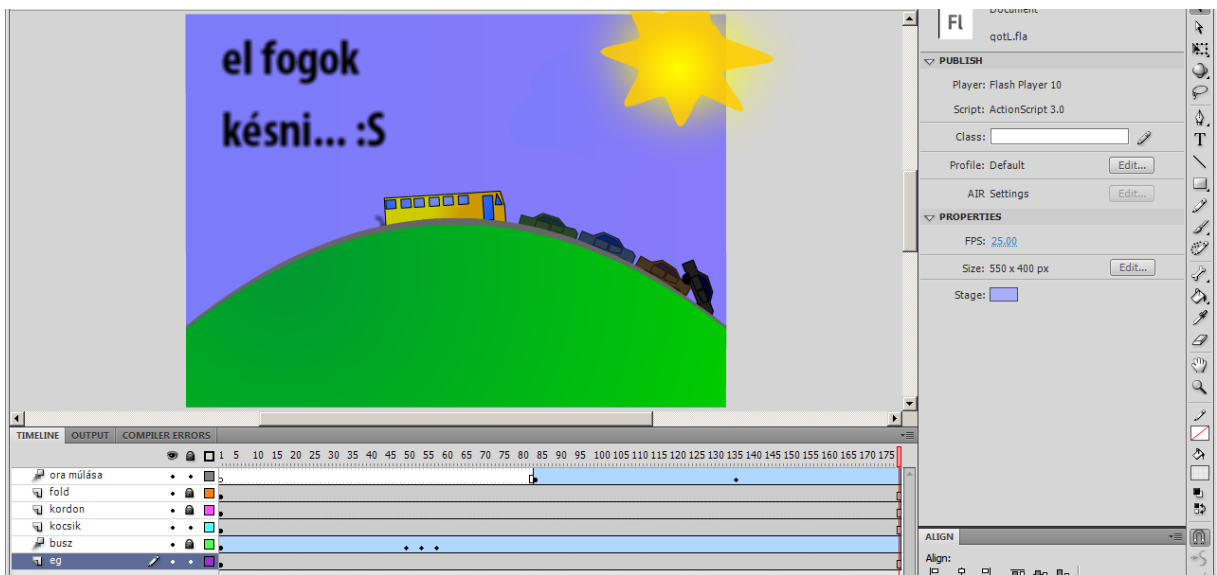 Document
Fl
qotL.fla
PUBLISH
Player: Flash Player 10
Script: ActionScript 3.0
Class:
Profile: Default Edit...
AIR Settings Edit...
PROPERTIES
FPS: 25.00
Size: 550 x 400 px Edit...
Stage:
el fogok
késni... :S
TIMELINE OUTPUT COMPILER ERRORS
1 5 10 15 20 25 30 35 40 45 50 55 60 65 70 75 80 85 90 95 100 105 110 115 120 125 130 135 140 145 150 155 160 165 170 175
ora múlása
fold
kordon
kocsik
busz
eg
ALIGN
Align:
T